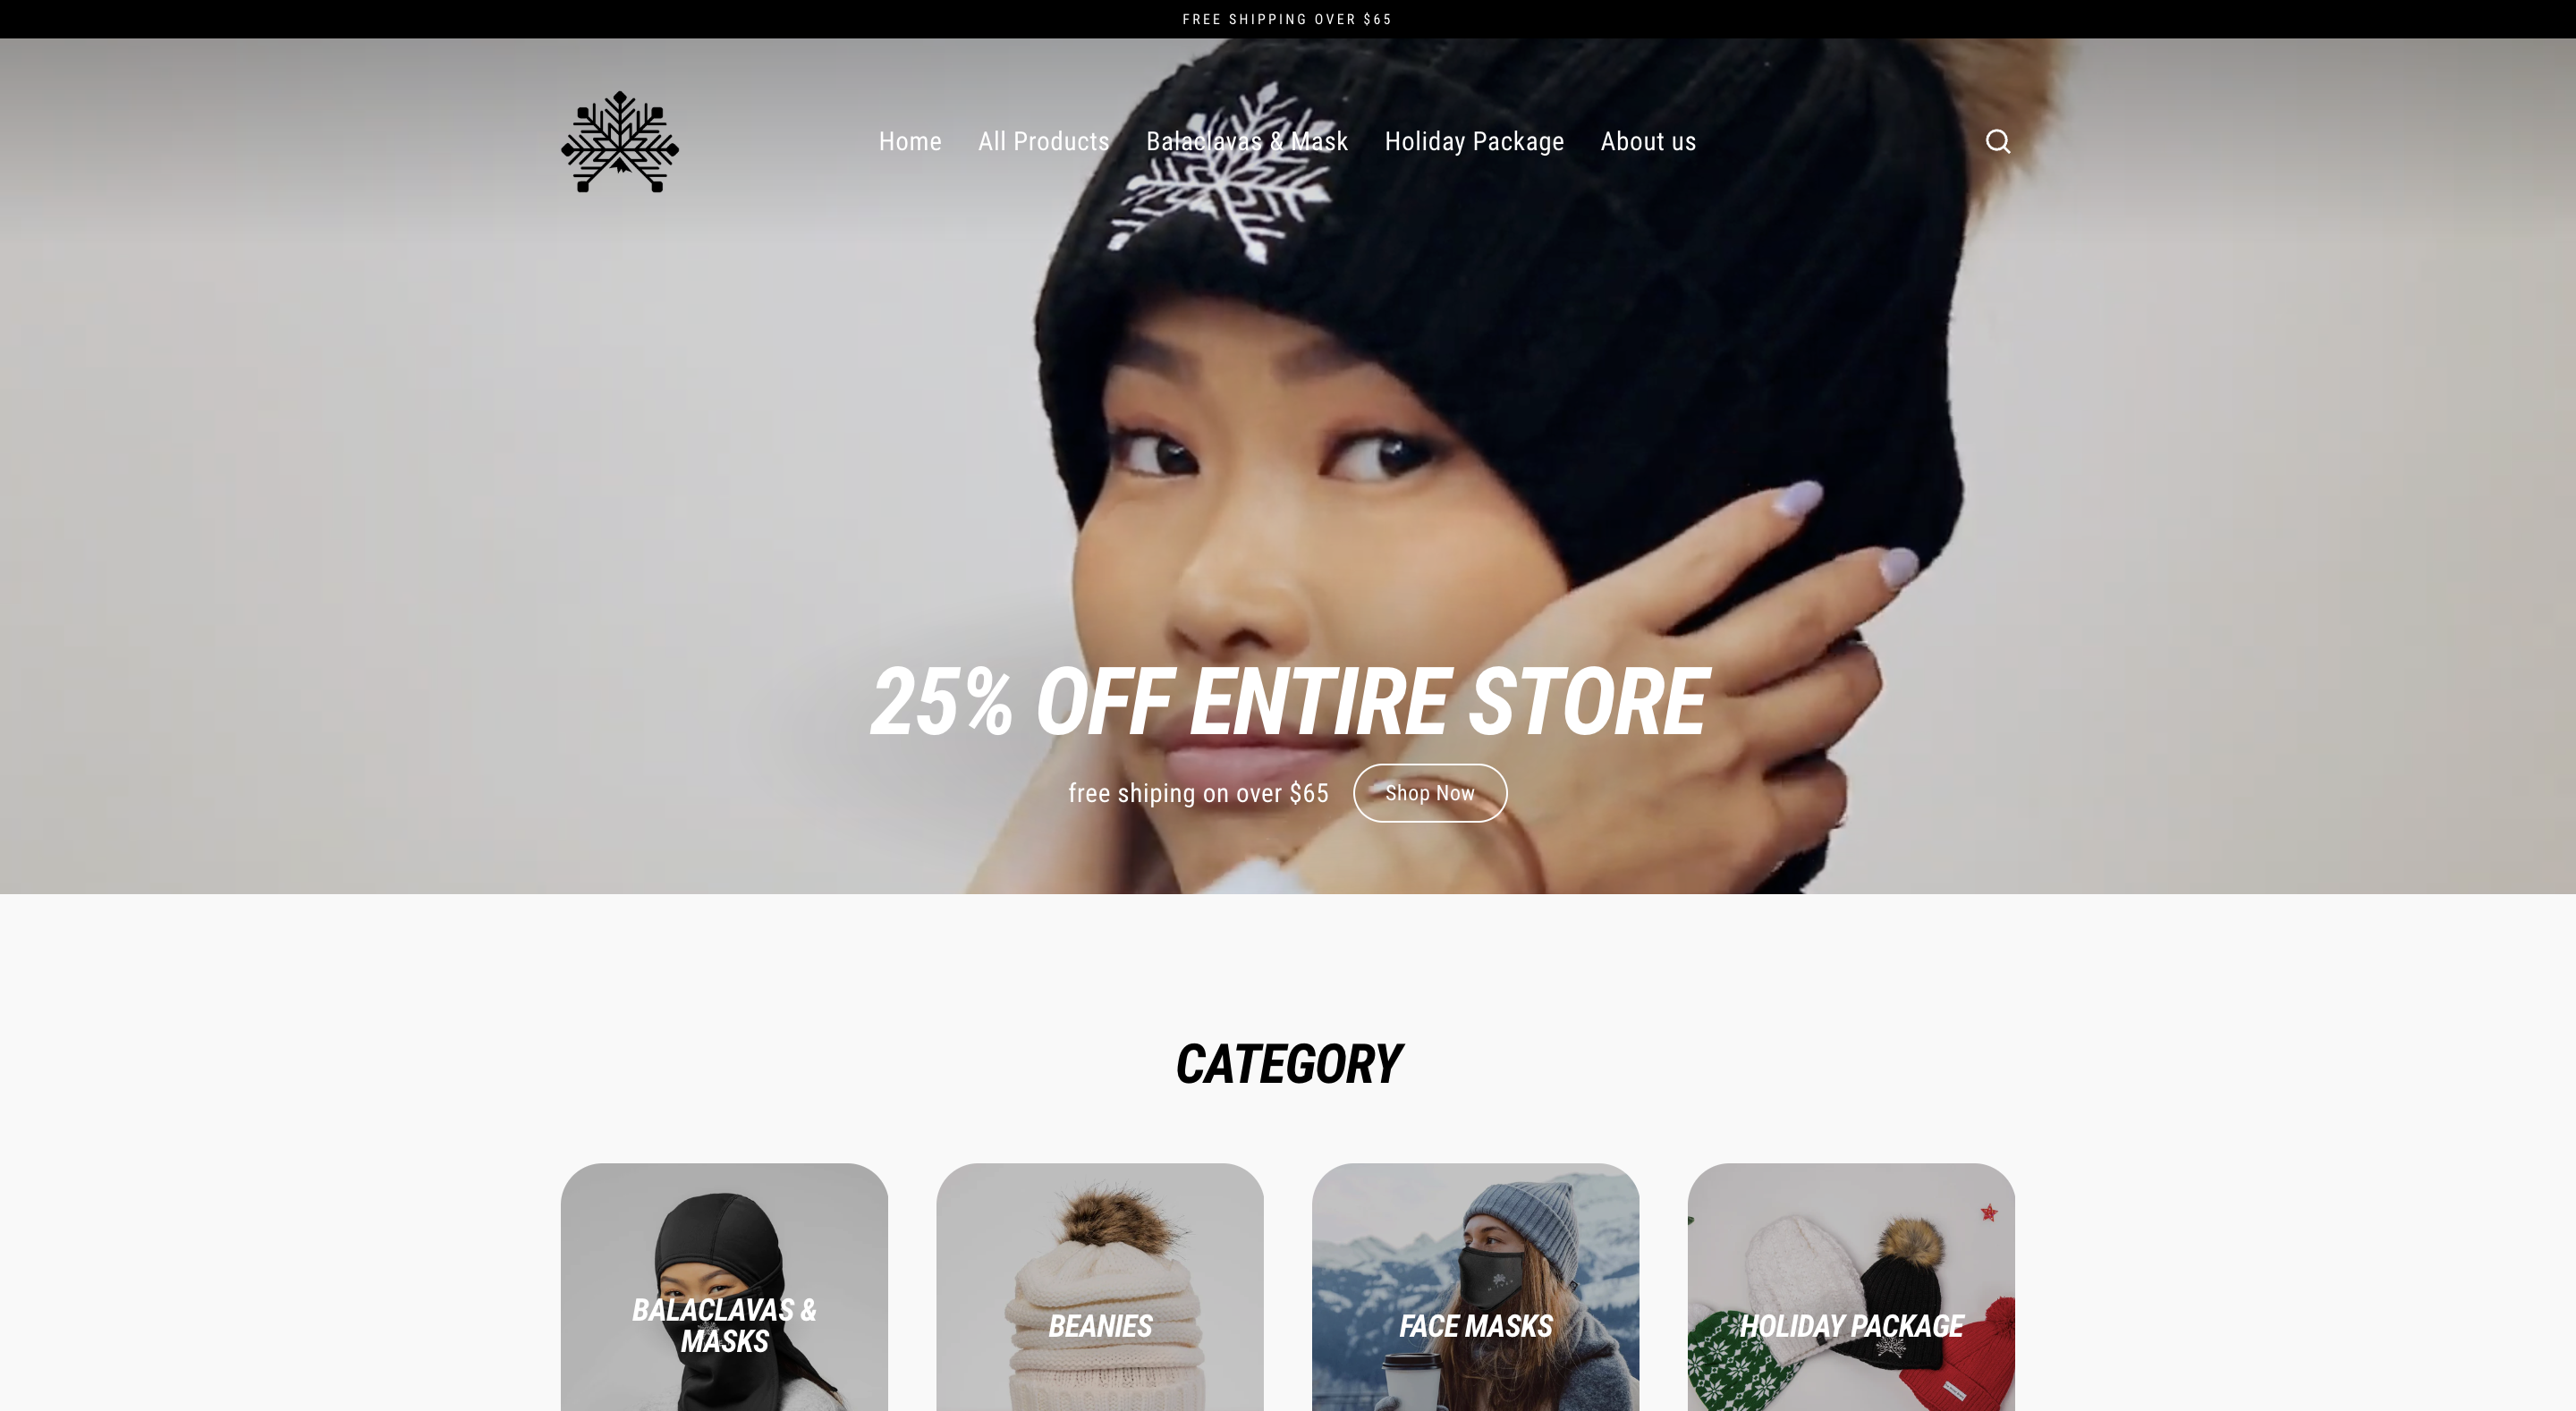 FREE SHIPPING OVER $65
Home All Products Balaclavas & Mask Holiday Package About us
25% OFF ENTIRE STORE
free shiping on over $65 Shop Now
CATEGORY
BALACLAVAS &
MASKS
BEANIES
FACE MASKS
HOLIDAY PACKAGE